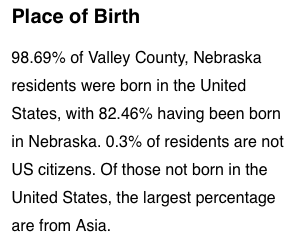 Place of Birth
98.69% of Valley County, Nebraska
residents were born in the United
States, with 82.46% having been born
in Nebraska. 0.3% of residents are not
US citizens. Of those not born in the
United States, the largest percentage
are from Asia.